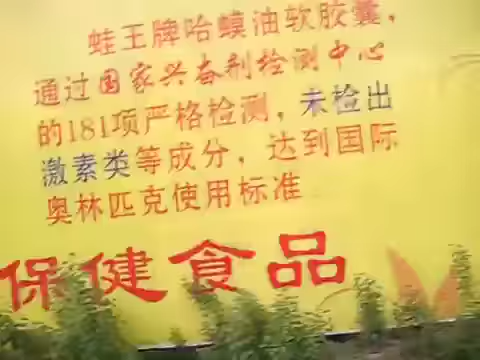 蛙王牌哈蟆油软胶囊，
通过国家兴奋剂检测中心
的181项严格检测，未检出
激素类等成分，达到国际
奥林匹克使用标准
保健食品